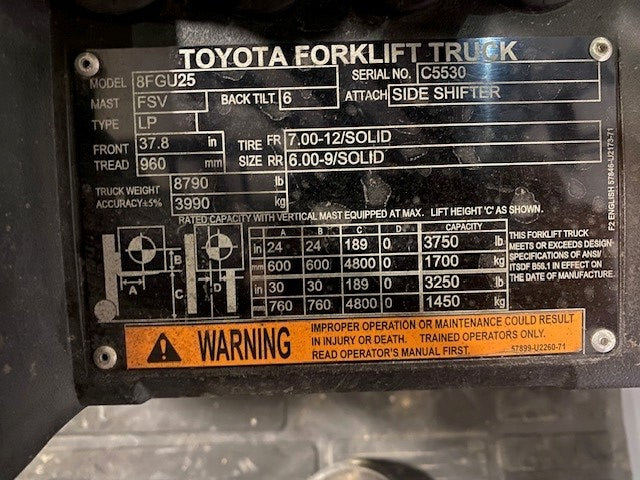 TOYOTA FORKLIFT TRUCK
MODEL 8FGU25 SERIAL NO. C5530
MAST FSV BACK TILT 6 ATTACH SIDE SHIFTER
TYPE LP
FRONT 37.8 in TIRE FR 7.00-12/SOLID
TREAD 960 mm SIZE RR 6.00-9/SOLID
TRUCK WEIGHT 8790 lb
ACCURACY±5% 3990 kg
RATED CAPACITY WITH VERTICAL MAST EQUIPPED AT MAX. LIFT HEIGHT 'C' AS SHOWN.
A B C D CAPACITY
in 24 24 189 0 3750 lb
mm 600 600 4800 0 1700 kg
in 30 30 189 0 3250 lb
mm 760 760 4800 0 1450 kg
B
A
C
D
THIS FORKLIFT TRUCK
MEETS OR EXCEEDS DESIGN
SPECIFICATIONS OF ANSI/
ITSDF B56.1 IN EFFECT ON
THE DATE OF MANUFACTURE.
F2 ENGLISH 57846-U2173-71
WARNING
IMPROPER OPERATION OR MAINTENANCE COULD RESULT
IN INJURY OR DEATH. TRAINED OPERATORS ONLY.
READ OPERATOR'S MANUAL FIRST. 57899-U2260-71